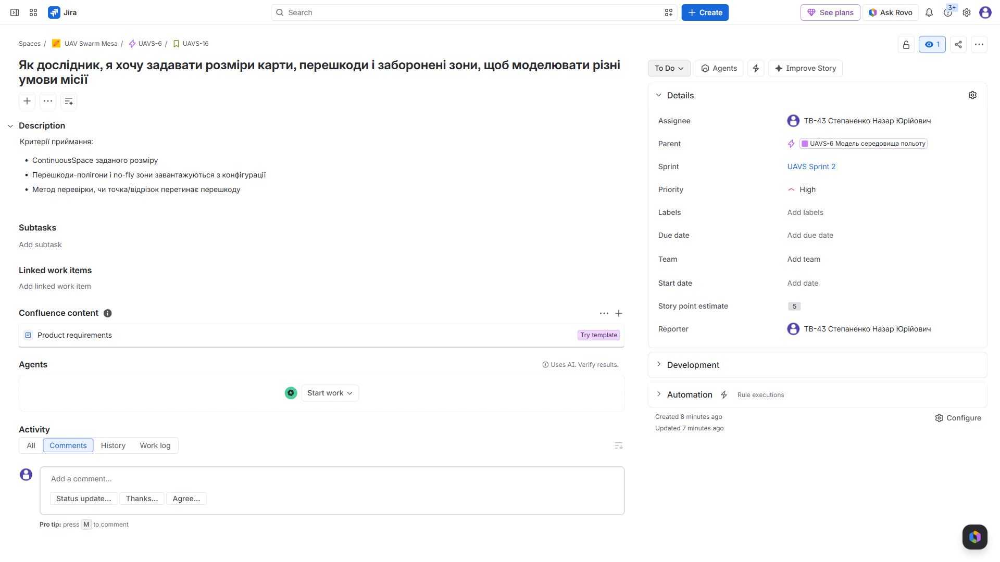 Jira
Search
Create
See plans
Ask Rovo
3+
Spaces / UAV Swarm Mesa / UAVS-6 / UAVS-16
1
Як дослідник, я хочу задавати розміри карти, перешкоди і заборонені зони, щоб моделювати різні
умови місії
To Do
Agents
Improve Story
Description
Критерії приймання:
• ContinuousSpace заданого розміру
• Перешкоди-полігони і no-fly зони завантажуються з конфігурації
• Метод перевірки, чи точка/відрізок перетинає перешкоду
Subtasks
Add subtask
Linked work items
Add linked work item
Confluence content
Product requirements
Try template
Agents
Uses AI. Verify results.
Start work
Activity
All
Comments
History
Work log
Add a comment...
Status update...
Thanks...
Agree...
Pro tip: press M to comment
Details
Assignee
ТВ-43 Степаненко Назар Юрійович
Parent
UAVS-6 Модель середовища польоту
Sprint
UAVS Sprint 2
Priority
High
Labels
Add labels
Due date
Add due date
Team
Add team
Start date
Add date
Story point estimate
5
Reporter
ТВ-43 Степаненко Назар Юрійович
Development
Automation
Rule executions
Created 8 minutes ago
Updated 7 minutes ago
Configure